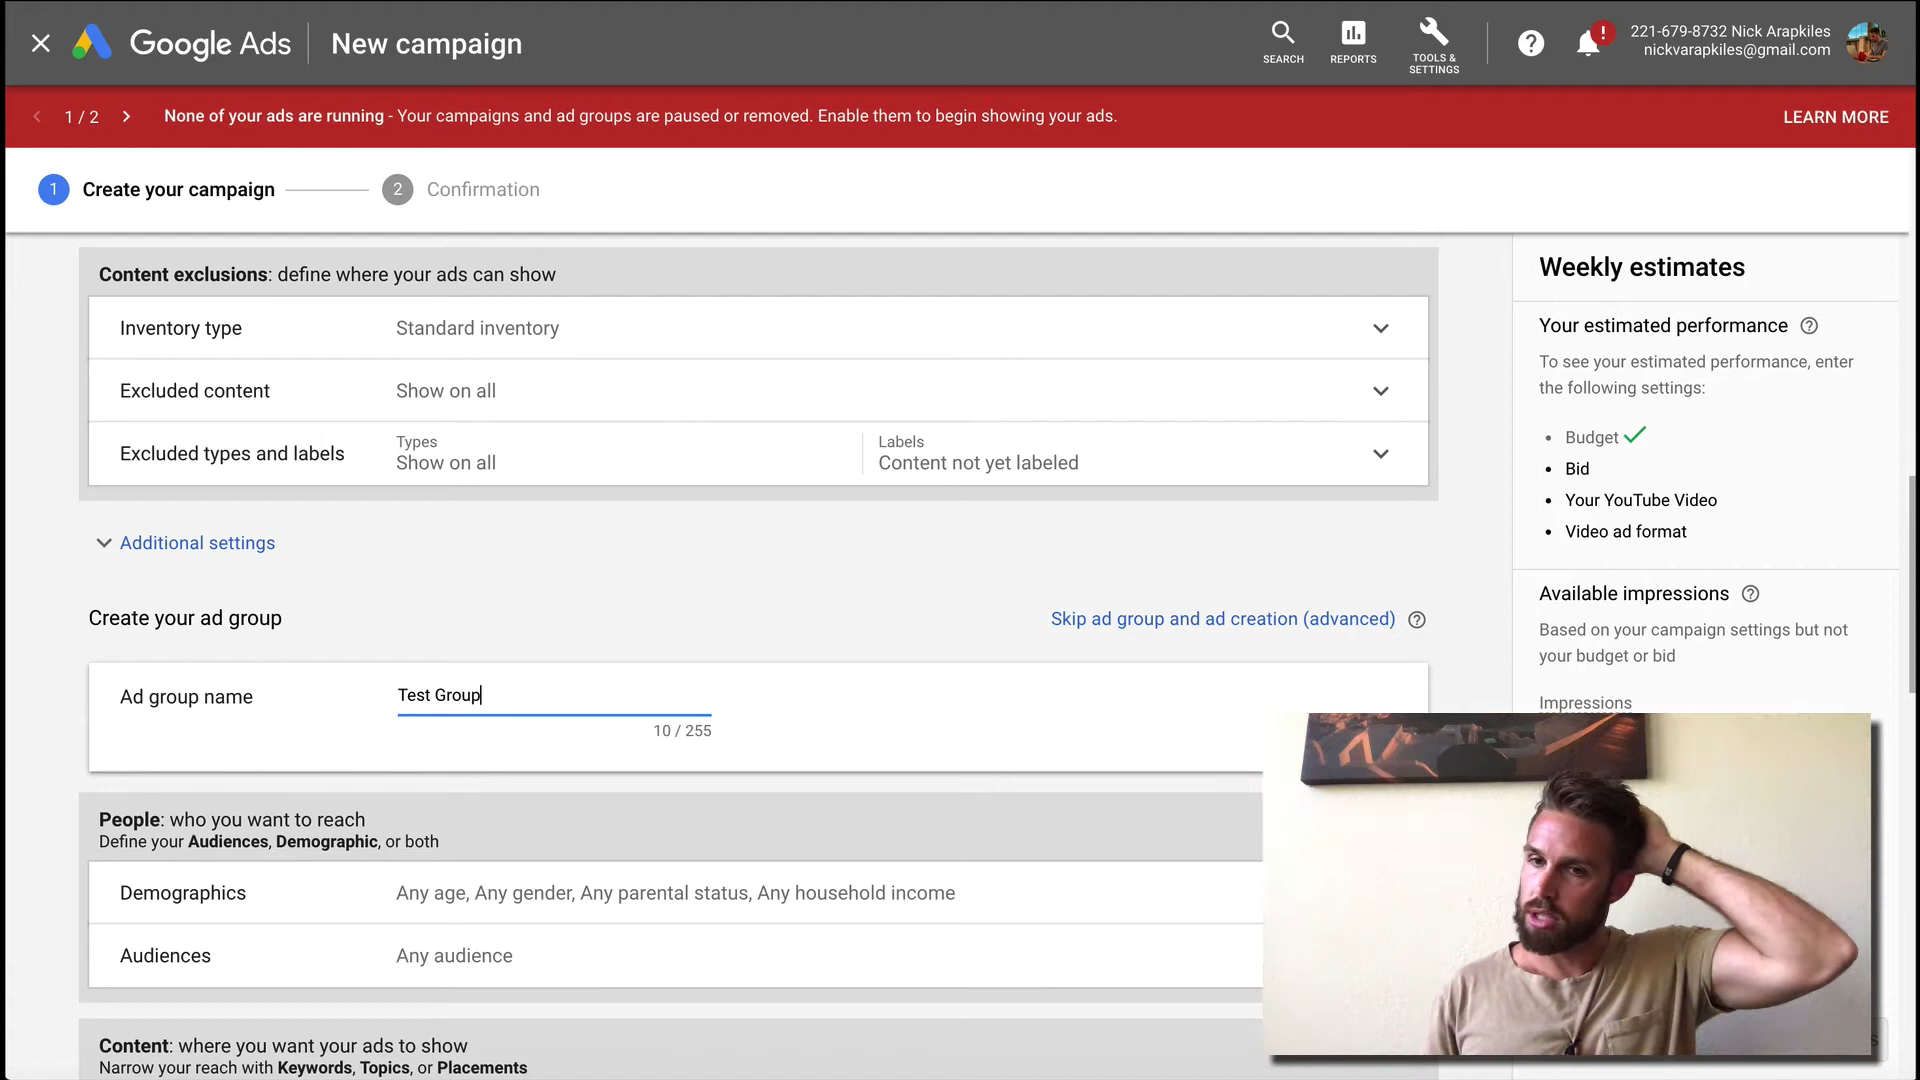 Google Ads
New campaign
SEARCH
REPORTS
TOOLS &
SETTINGS
221-679-8732 Nick Arapkiles
nickvarapkiles@gmail.com
1 / 2
None of your ads are running - Your campaigns and ad groups are paused or removed. Enable them to begin showing your ads.
LEARN MORE
1
Create your campaign
2
Confirmation
Content exclusions: define where your ads can show
Inventory type
Standard inventory
Excluded content
Show on all
Excluded types and labels
Types
Show on all
Labels
Content not yet labeled
Additional settings
Create your ad group
Skip ad group and ad creation (advanced)
Ad group name
Test Group
10 / 255
People: who you want to reach
Define your Audiences, Demographic, or both
Demographics
Any age, Any gender, Any parental status, Any household income
Audiences
Any audience
Content: where you want your ads to show
Narrow your reach with Keywords, Topics, or Placements
Weekly estimates
Your estimated performance
To see your estimated performance, enter
the following settings:
• Budget
• Bid
• Your YouTube Video
• Video ad format
Available impressions
Based on your campaign settings but not
your budget or bid
Impressions